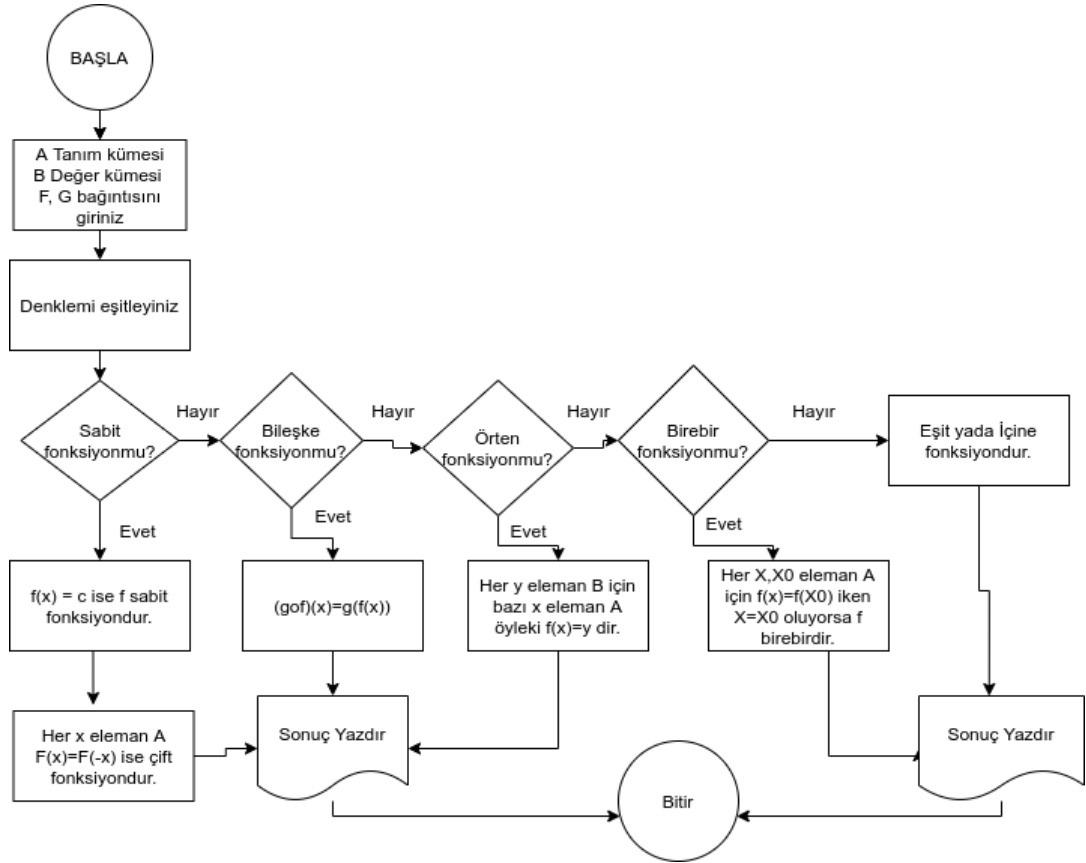 BAŞLA
A Tanım kümesi
B Değer kümesi
F, G bağıntısını
giriniz
Denklemi eşitleyiniz
Sabit
fonksiyonmu?
Hayır
Bileşke
fonksiyonmu?
Hayır
Örten
fonksiyonmu?
Hayır
Birebir
fonksiyonmu?
Hayır
Eşit yada İçine
fonksiyondur.
Evet
Evet
Evet
Evet
f(x) = c ise f sabit
fonksiyondur.
(gof)(x)=g(f(x))
Her y eleman B için
bazı x eleman A
öyleki f(x)=y dir.
Her X,X0 eleman A
için f(x)=f(X0) iken
X=X0 oluyorsa f
birebirdir.
Her x eleman A
F(x)=F(-x) ise çift
fonksiyondur.
Sonuç Yazdır
Sonuç Yazdır
Bitir